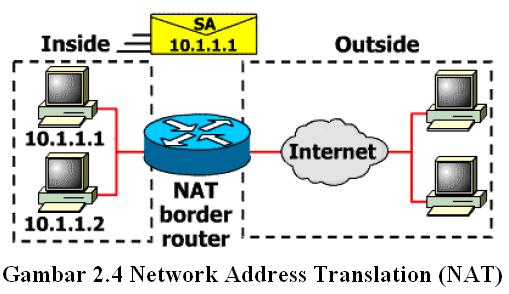 SA
10.1.1.1
Inside
Outside
10.1.1.1
10.1.1.2
NAT
border
router
Internet
Gambar 2.4 Network Address Translation (NAT)